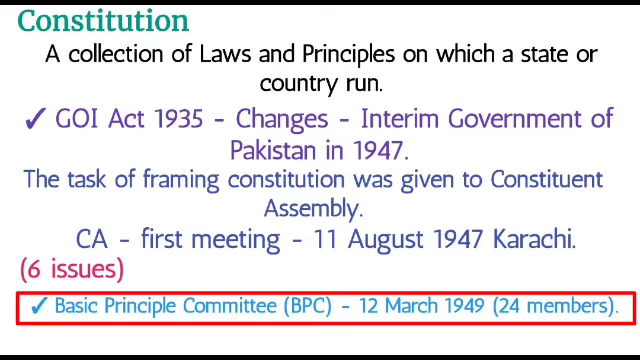 Constitution
A collection of Laws and Principles on which a state or
country run.
✓ GOI Act 1935 - Changes - Interim Government of
Pakistan in 1947.
The task of framing constitution was given to Constituent
Assembly.
CA - first meeting - 11 August 1947 Karachi.
(6 issues)
✓ Basic Principle Committee (BPC) - 12 March 1949 (24 members).